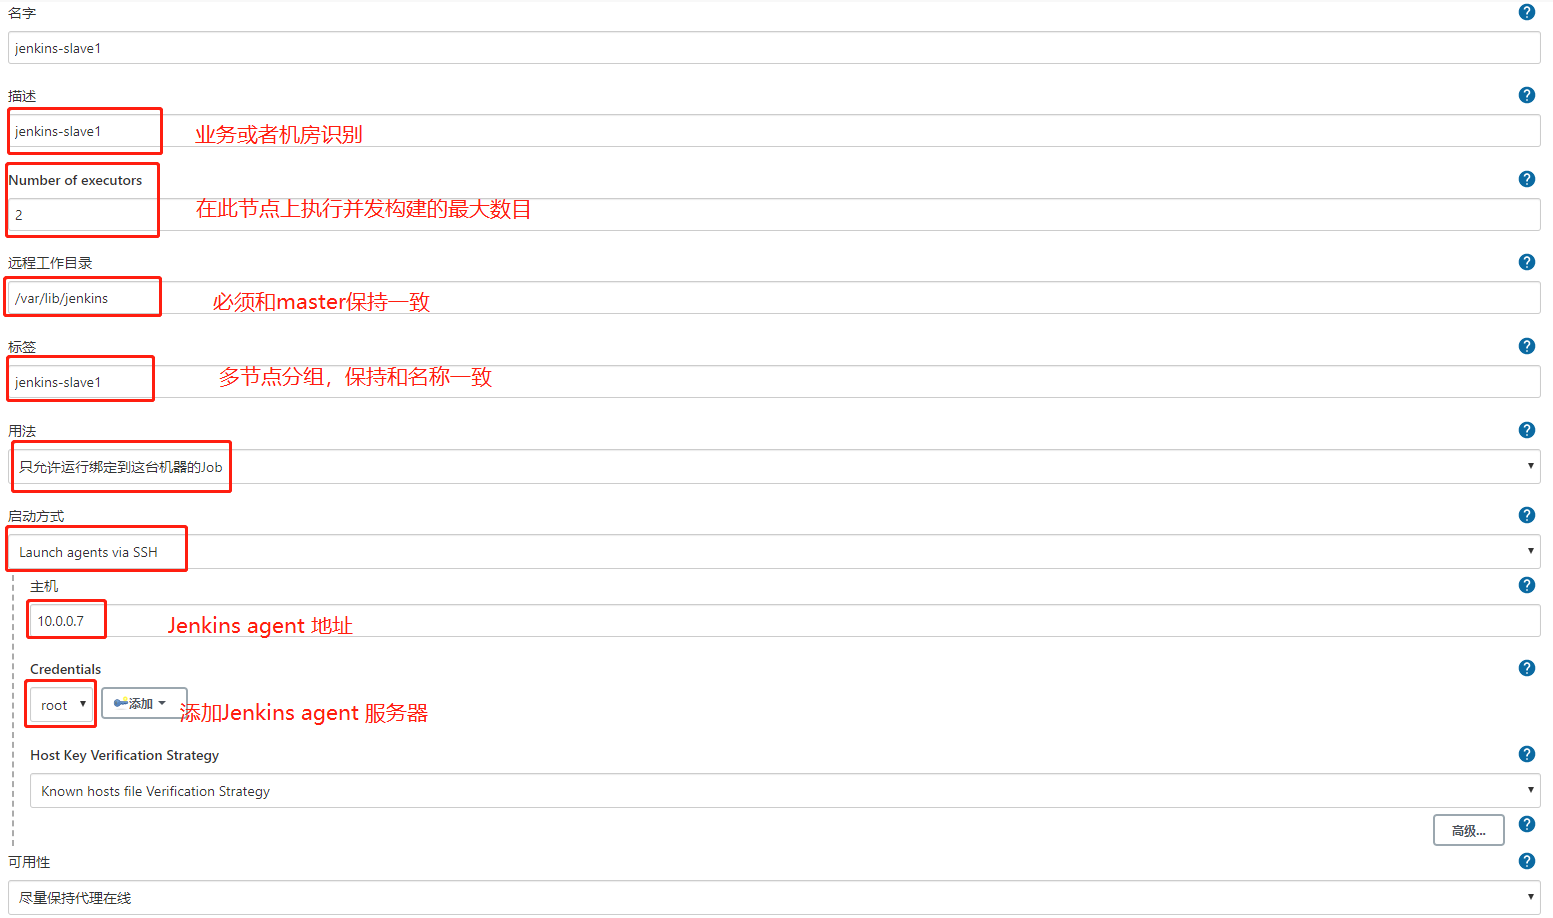 名字
jenkins-slave1
描述
jenkins-slave1
业务或者机房识别
Number of executors
2
在此节点上执行并发构建的最大数目
远程工作目录
/var/lib/jenkins
必须和master保持一致
标签
jenkins-slave1
多节点分组，保持和名称一致
用法
只允许运行绑定到这台机器的Job
启动方式
Launch agents via SSH
主机
10.0.0.7
Jenkins agent 地址
Credentials
root
添加
添加Jenkins agent 服务器
Host Key Verification Strategy
Known hosts file Verification Strategy
高级...
可用性
尽量保持代理在线